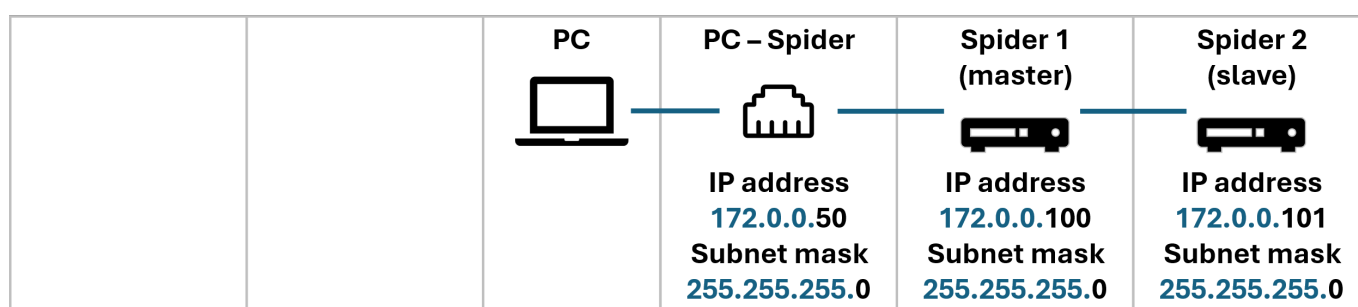 PC
PC – Spider
Spider 1
(master)
Spider 2
(slave)
IP address
172.0.0.50
Subnet mask
255.255.255.0
IP address
172.0.0.100
Subnet mask
255.255.255.0
IP address
172.0.0.101
Subnet mask
255.255.255.0